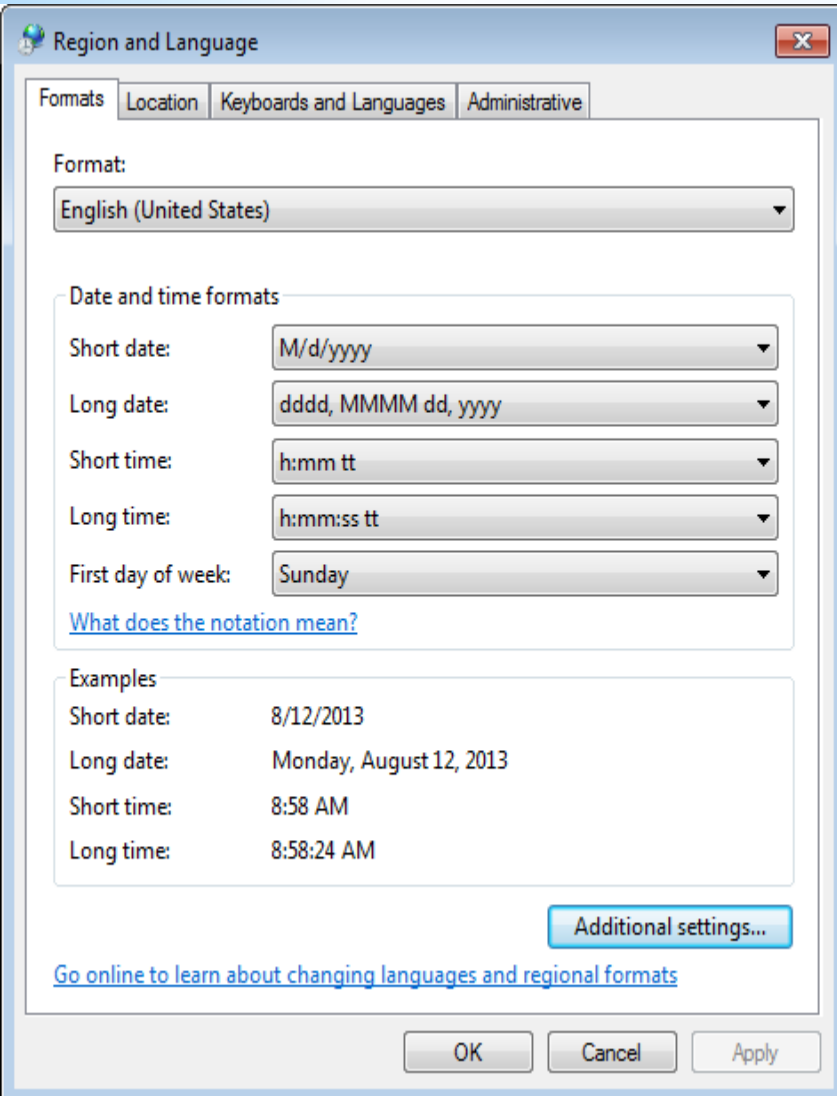 Region and Language
Formats Location Keyboards and Languages Administrative
Format:
English (United States)
Date and time formats
Short date: M/d/yyyy
Long date: dddd, MMMM dd, yyyy
Short time: h:mm tt
Long time: h:mm:ss tt
First day of week: Sunday
What does the notation mean?
Examples
Short date: 8/12/2013
Long date: Monday, August 12, 2013
Short time: 8:58 AM
Long time: 8:58:24 AM
Additional settings...
Go online to learn about changing languages and regional formats
OK Cancel Apply